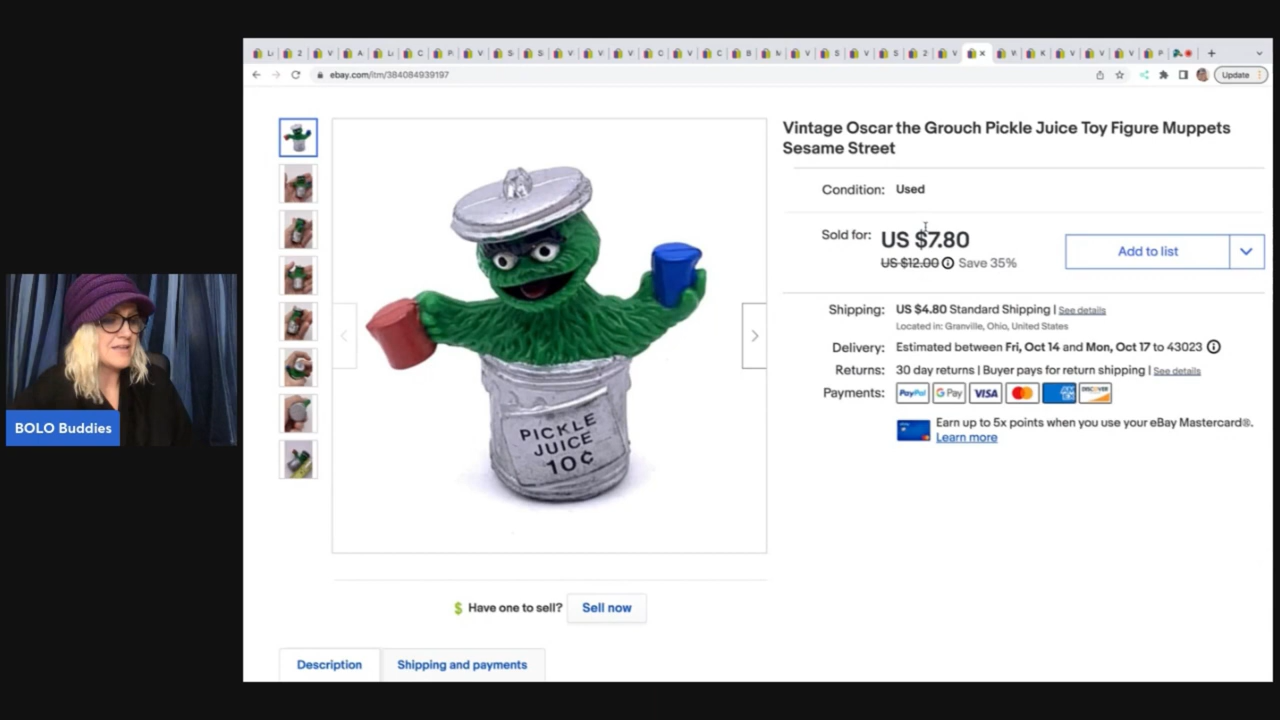 ebay.com/itm/384084939197
Update
Vintage Oscar the Grouch Pickle Juice Toy Figure Muppets
Sesame Street
Condition: Used
Sold for: US $7.80
US $12.00 Save 35%
Add to list
Shipping: US $4.80 Standard Shipping | See details
Located in: Granville, Ohio, United States
Delivery: Estimated between Fri, Oct 14 and Mon, Oct 17 to 43023
Returns: 30 day returns | Buyer pays for return shipping | See details
Payments: PayPal G Pay VISA DISCOVER
Earn up to 5x points when you use your eBay Mastercard®.
Learn more
PICKLE
JUICE
10¢
BOLO Buddies
$ Have one to sell? Sell now
Description Shipping and payments